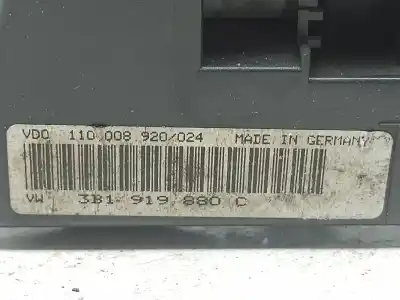 VDO 110 008 920/024 MADE IN GERMANY
VW 3B1 919 880 C